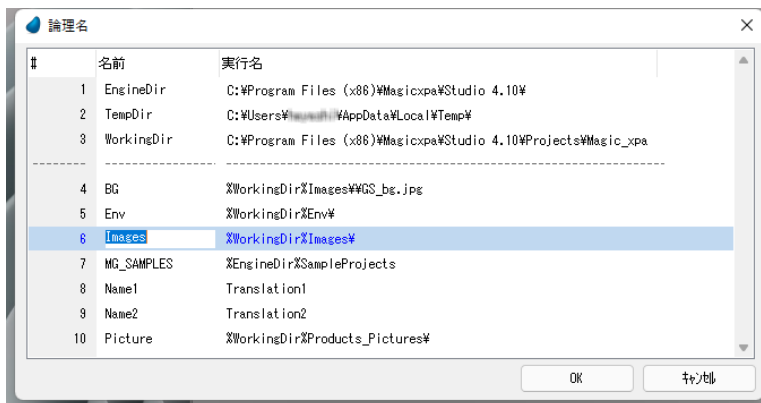 論理名
# 名前 実行名
1 EngineDir C:¥Program Files (x86)¥Magicxpa¥Studio 4.10¥
2 TempDir C:¥Users¥ ¥AppData¥Local¥Temp¥
3 WorkingDir C:¥Program Files (x86)¥Magicxpa¥Studio 4.10¥Projects¥Magic_xpa
4 BG %WorkingDir%Images¥¥GS_bg.jpg
5 Env %WorkingDir%Env¥
6 Images %WorkingDir%Images¥
7 MG_SAMPLES %EngineDir%SampleProjects
8 Name1 Translation1
9 Name2 Translation2
10 Picture %WorkingDir%Products_Pictures¥
OK キャンセル